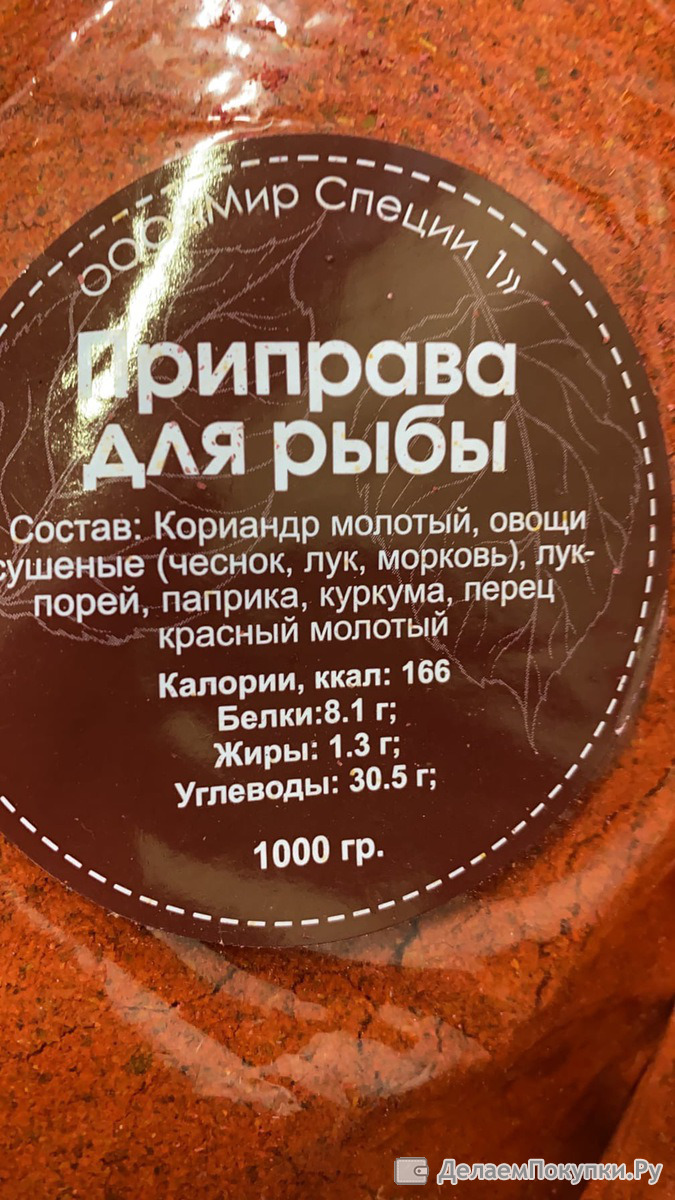 ООО «Мир Специи 1»
Приправа
для рыбы
Состав: Кориандр молотый, овощи
сушеные (чеснок, лук, морковь), лук-
порей, паприка, куркума, перец
красный молотый
Калории, ккал: 166
Белки:8.1 г;
Жиры: 1.3 г;
Углеводы: 30.5 г;
1000 гр.
ДелаемПокупки.Ру